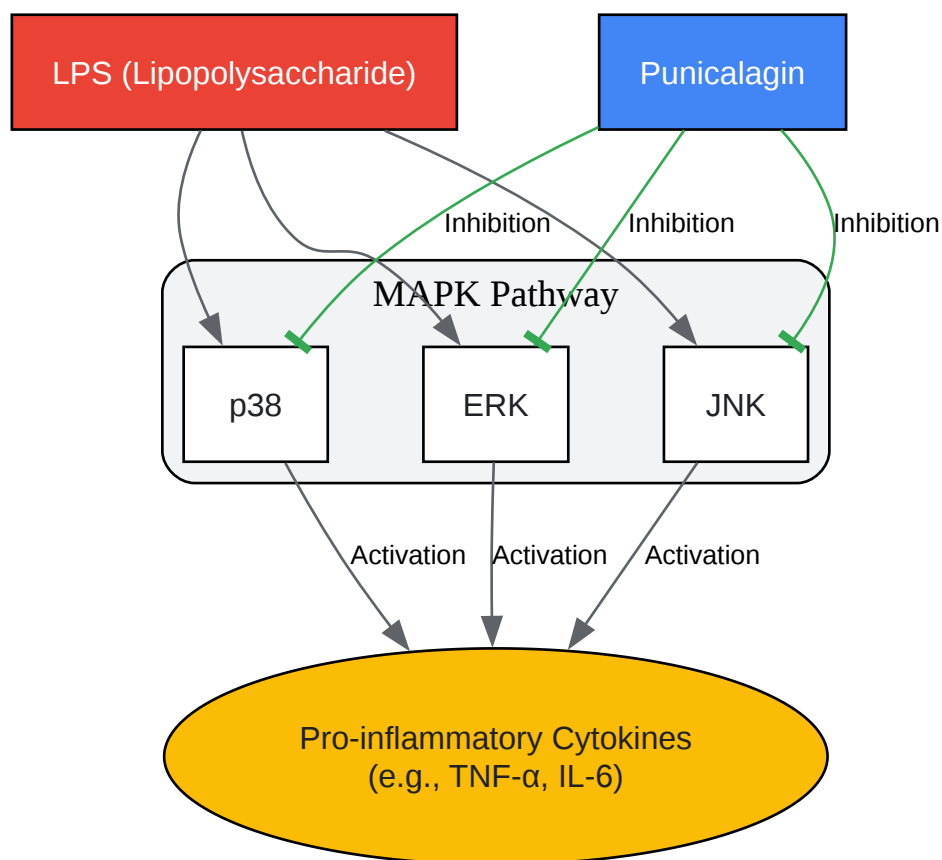 LPS (Lipopolysaccharide)
Punicalagin
Inhibition
Inhibition
Inhibition
MAPK Pathway
p38
ERK
JNK
Activation
Activation
Activation
Pro-inflammatory Cytokines
(e.g., TNF-α, IL-6)